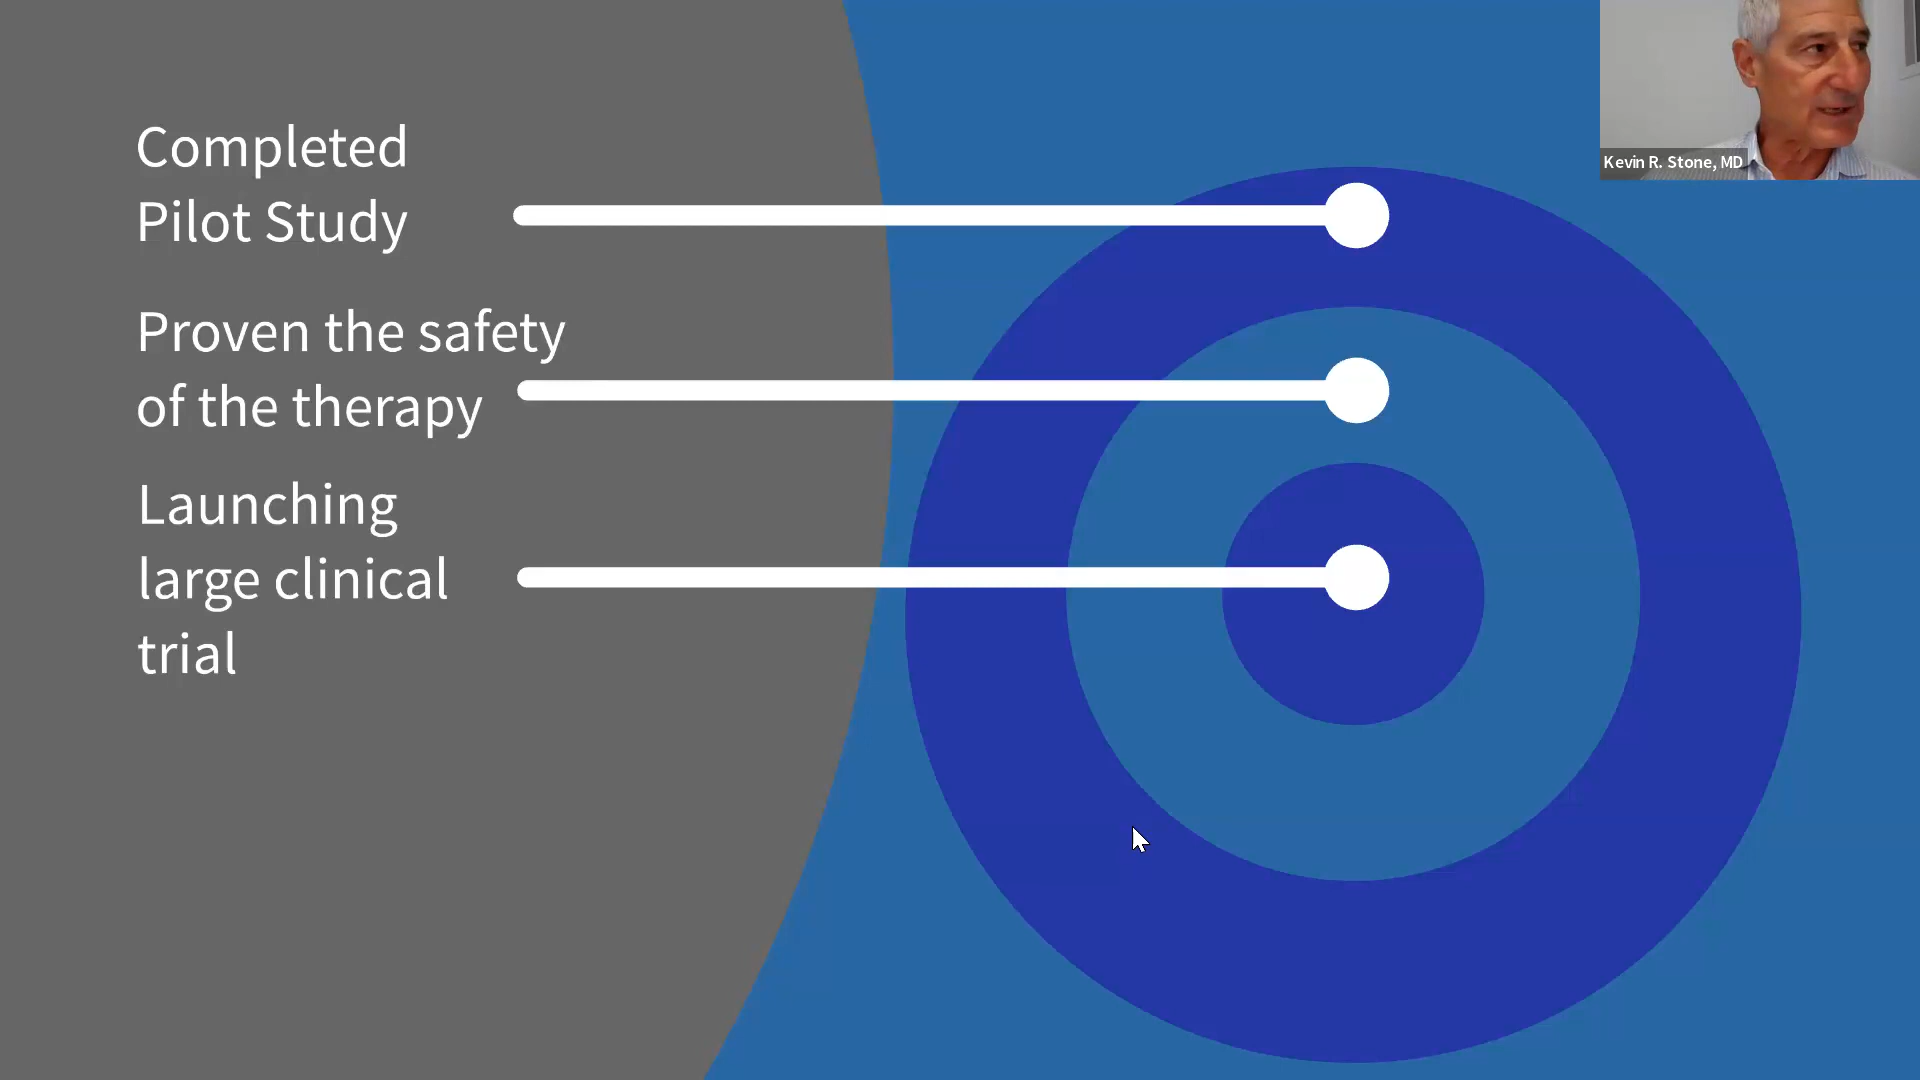 Completed
Pilot Study
Proven the safety
of the therapy
Launching
large clinical
trial
Kevin R. Stone, MD